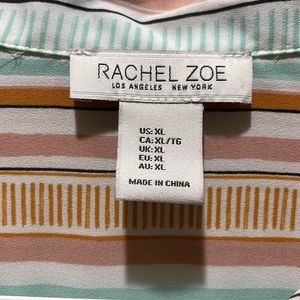 RACHEL ZOE
LOS ANGELES NEW YORK
US: XL
CA: XL/TG
UK: XL
EU: XL
AU: XL
MADE IN CHINA